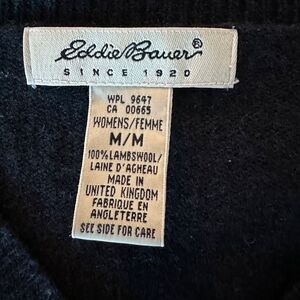 Eddie Bauer®
SINCE 1920
WPL 9647
CA 00665
WOMENS/FEMME
M/M
100% LAMBSWOOL/
LAINE D'AGNEAU
MADE IN
UNITED KINGDOM
FABRIQUE EN
ANGLETERRE
SEE SIDE FOR CARE